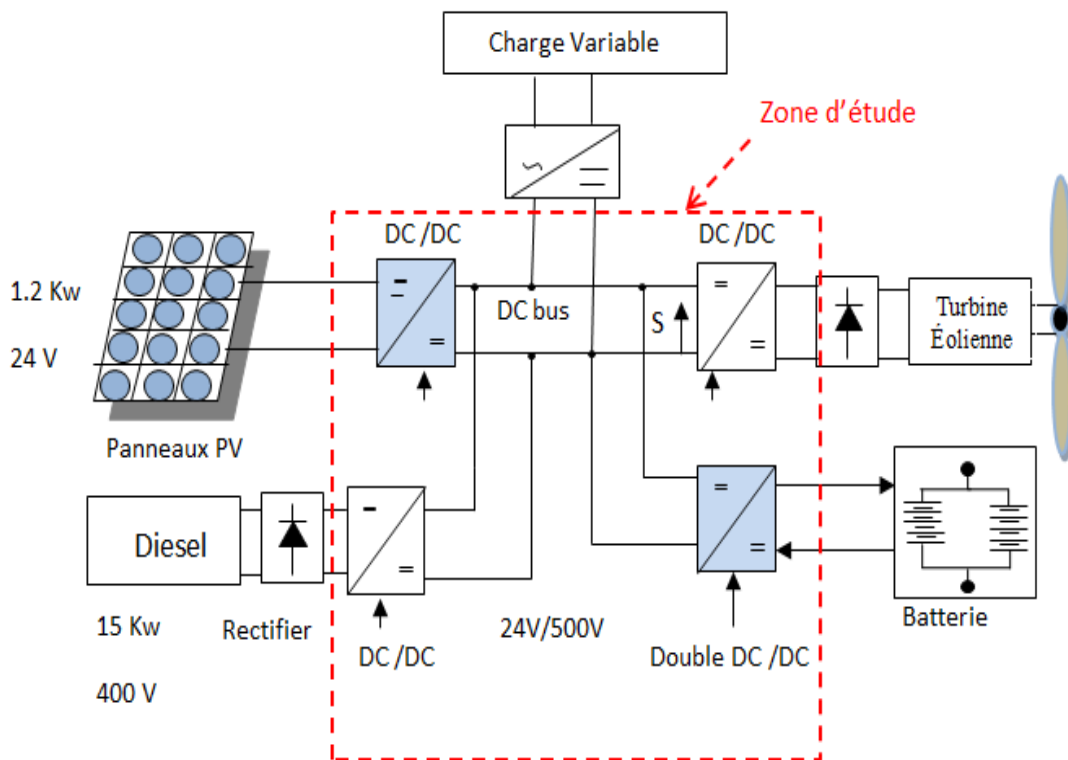 Charge Variable
Zone d'étude
DC /DC
DC /DC
1.2 Kw
24 V
DC bus
S
Turbine
Éolienne
Panneaux PV
Diesel
15 Kw
400 V
Rectifier
DC /DC
24V/500V
Double DC /DC
Batterie